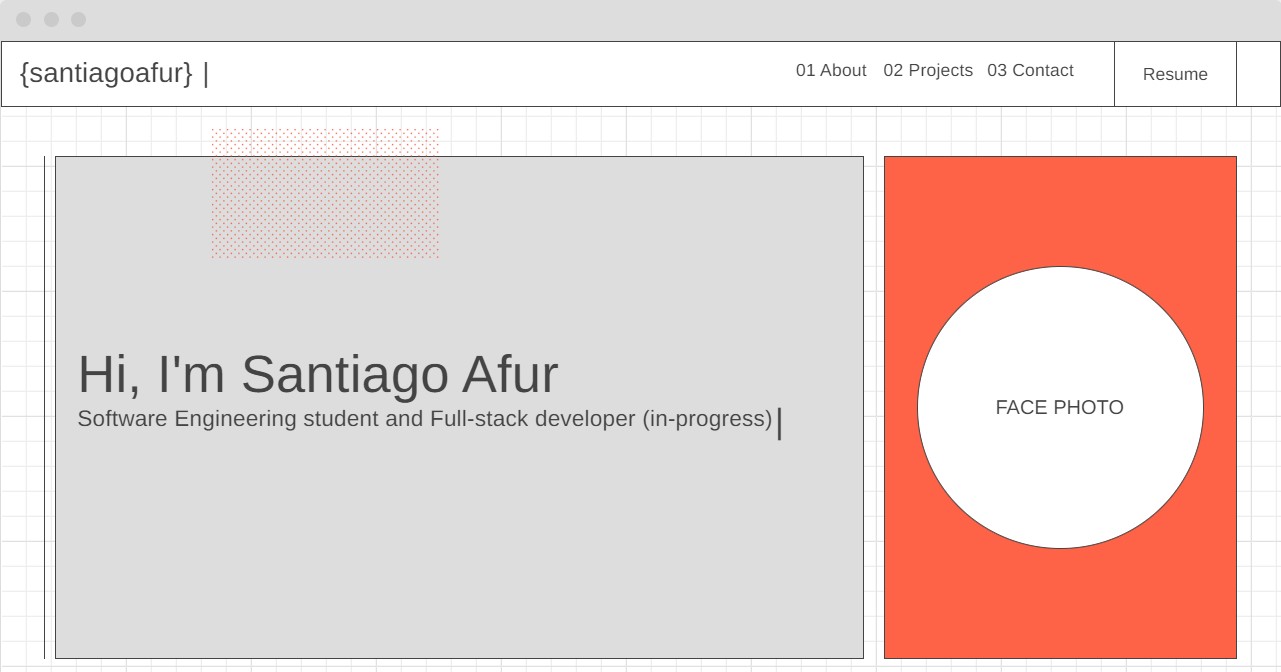 {santiagoafur} |
01 About 02 Projects 03 Contact
Resume
Hi, I'm Santiago Afur
Software Engineering student and Full-stack developer (in-progress)|
FACE PHOTO